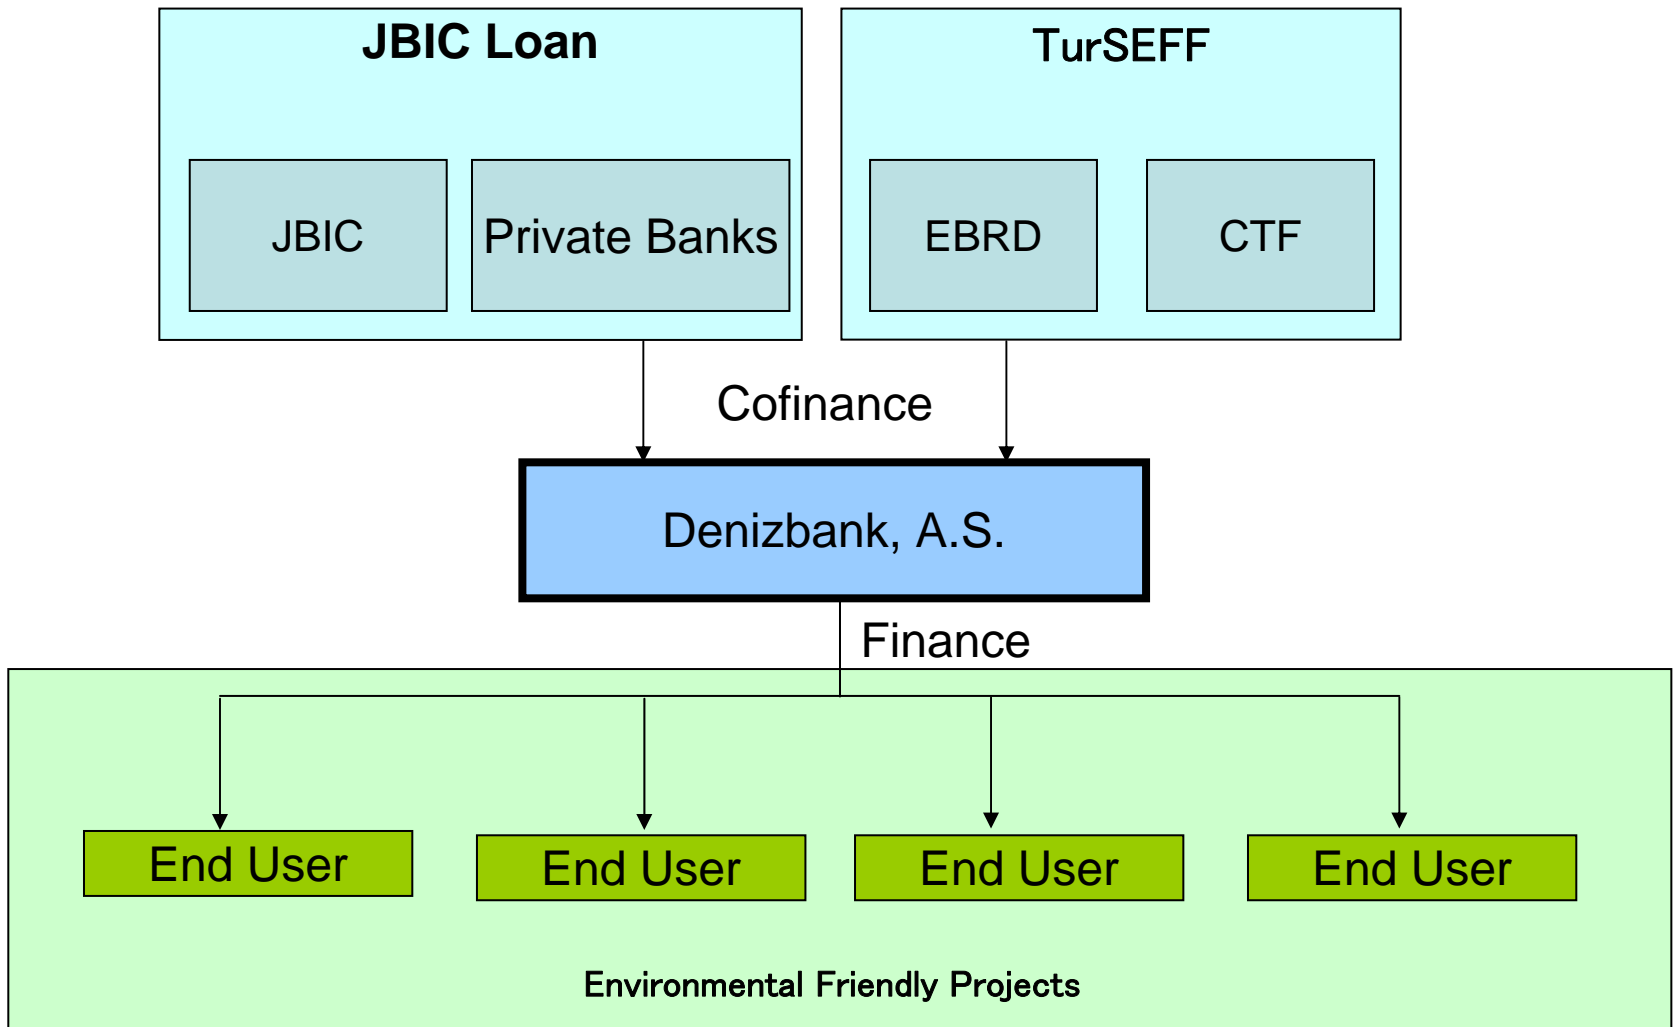 JBIC Loan
TurSEFF
JBIC
Private Banks
EBRD
CTF
Cofinance
Denizbank, A.S.
Finance
End User
End User
End User
End User
Environmental Friendly Projects